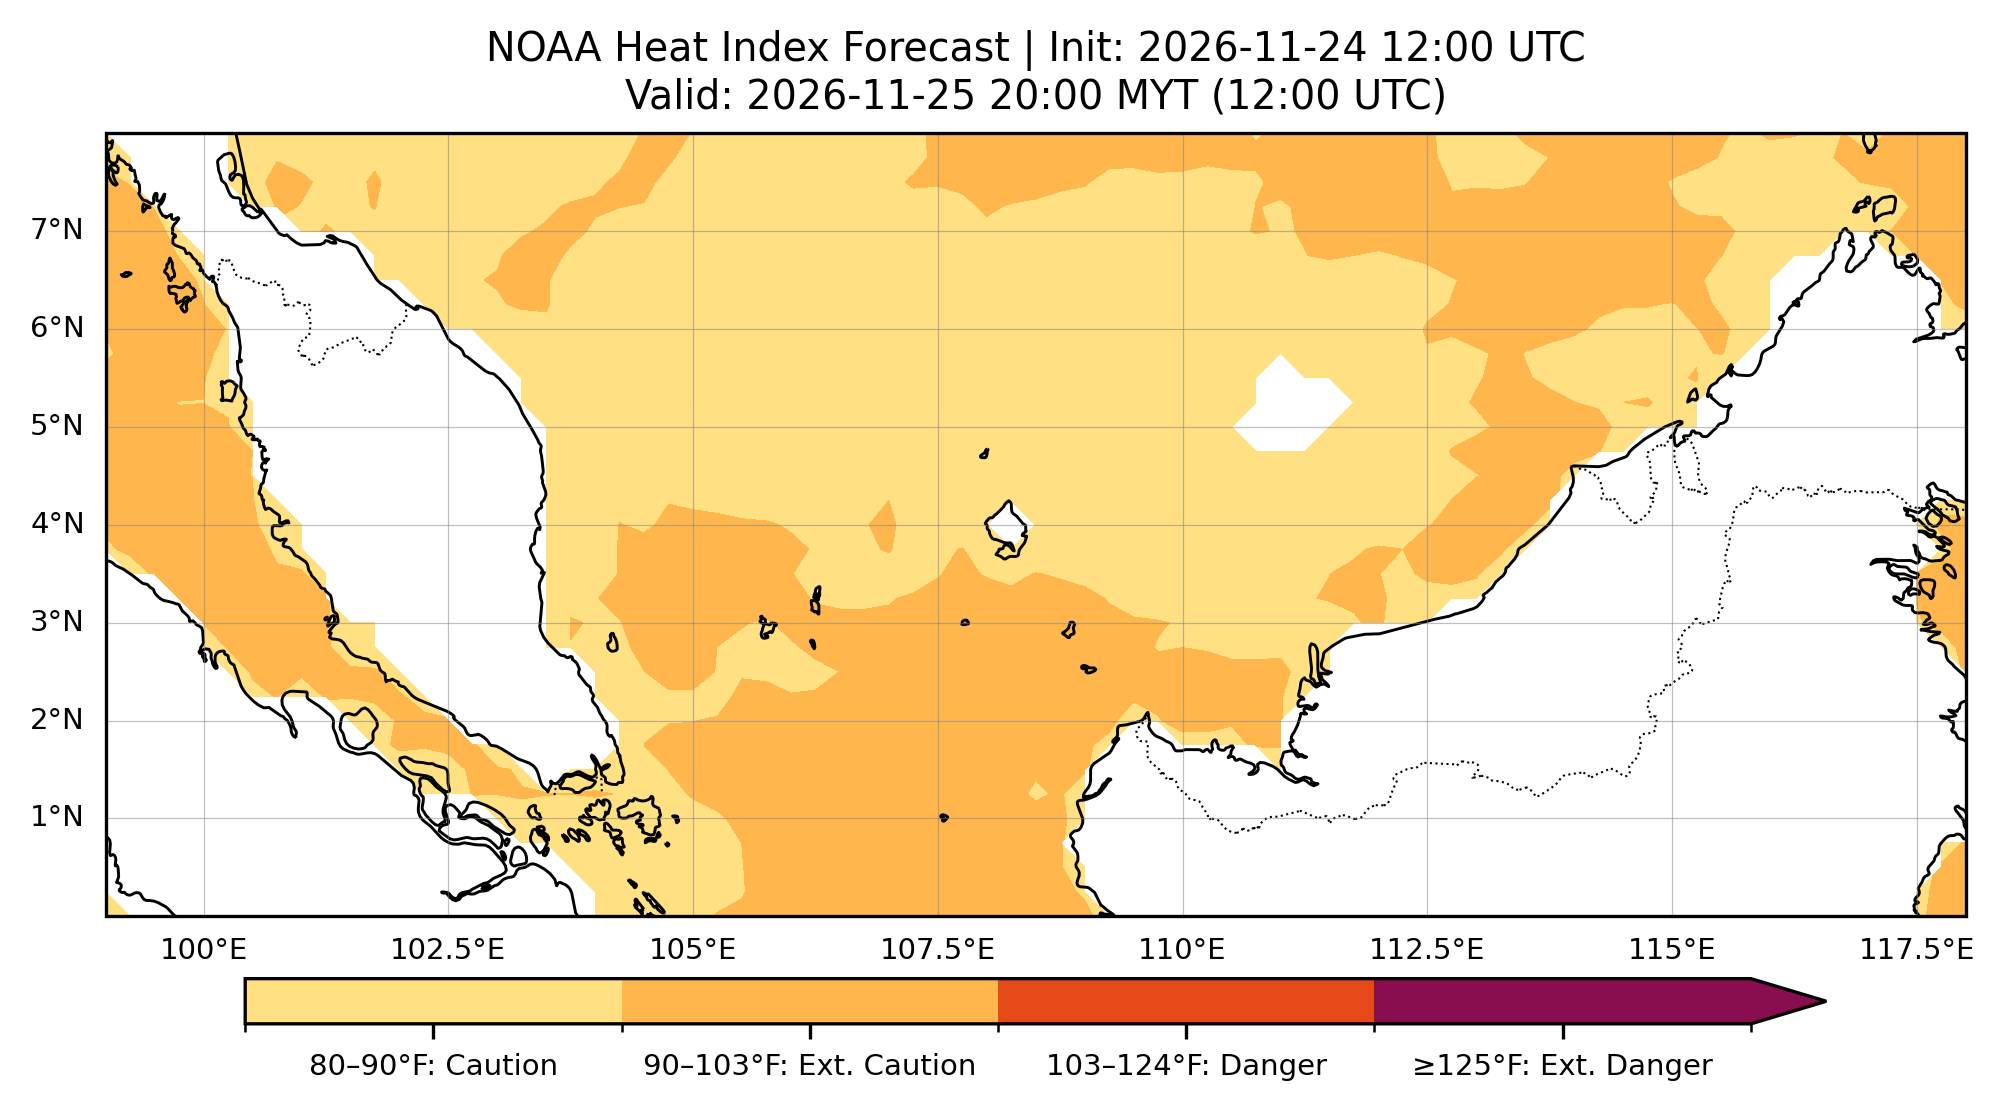 NOAA Heat Index Forecast | Init: 2026-11-24 12:00 UTC
Valid: 2026-11-25 20:00 MYT (12:00 UTC)
7°N
6°N
5°N
4°N
3°N
2°N
1°N
100°E 102.5°E 105°E 107.5°E 110°E 112.5°E 115°E 117.5°E
80–90°F: Caution 90–103°F: Ext. Caution 103–124°F: Danger ≥125°F: Ext. Danger